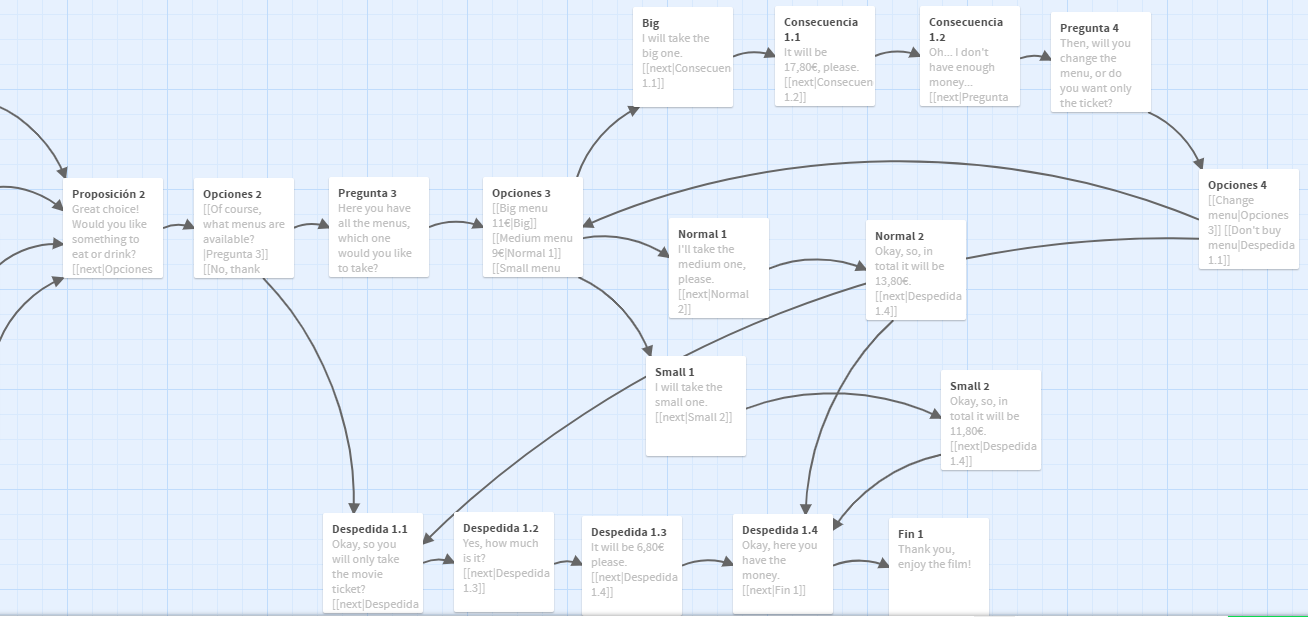 Big
I will take the
big one.
[[next|Consecuen
1.1]]
Consecuencia
1.1
It will be
17,80€, please.
[[next|Consecuen
1.2]]
Consecuencia
1.2
Oh... I don't
have enough
money...
[[next|Pregunta
Pregunta 4
Then, will you
change the
menu, or do
you want only
the ticket?
Proposición 2
Great choice!
Would you like
something to
eat or drink?
[[next|Opciones
Opciones 2
[[Of course,
what menus are
available?
|Pregunta 3]]
[[No, thank
Pregunta 3
Here you have
all the menus,
which one
would you like
to take?
Opciones 3
[[Big menu
11€|Big]]
[[Medium menu
9€|Normal 1]]
[[Small menu
Normal 1
I'll take the
medium one,
please.
[[next|Normal
2]]
Normal 2
Okay, so, in
total it will be
13,80€.
[[next|Despedida
1.4]]
Opciones 4
[[Change
menu|Opciones
3]] [[Don't buy
menu|Despedida
1.1]]
Small 1
I will take the
small one.
[[next|Small 2]]
Small 2
Okay, so, in
total it will be
11,80€.
[[next|Despedida
1.4]]
Despedida 1.1
Okay, so you
will only take
the movie
ticket?
[[next|Despedida
Despedida 1.2
Yes, how much
is it?
[[next|Despedida
1.3]]
Despedida 1.3
It will be 6,80€
please.
[[next|Despedida
1.4]]
Despedida 1.4
Okay, here you
have the
money.
[[next|Fin 1]]
Fin 1
Thank you,
enjoy the film!